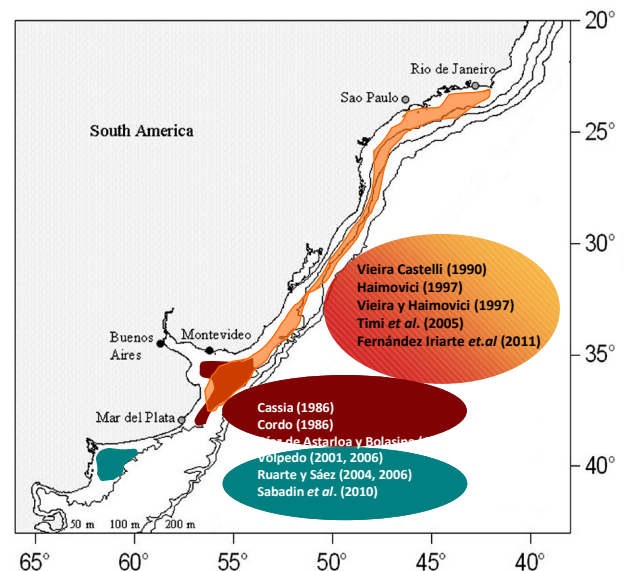 20°
Rio de Janeiro
Sao Paulo
South America
25°
30°
Vieira Castelli (1990)
Haimovici (1997)
Vieira y Haimovici (1997)
Timi et al. (2005)
Fernández Iriarte et.al (2011)
Buenos
Aires
Montevideo
35°
Cassia (1986)
Cordo (1986)
Mar del Plata
de Astarloa y Bolasina
Volpedo (2001, 2006)
Ruarte y Sáez (2004, 2006)
Sabadin et al. (2010)
40°
50 m 100 m 200 m
65° 60° 55° 50° 45° 40°